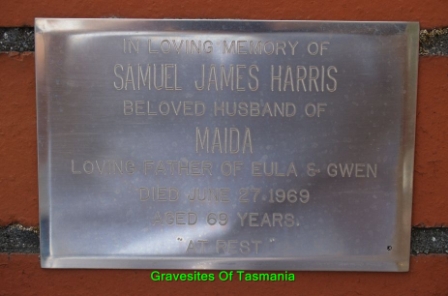 IN LOVING MEMORY OF
SAMUEL JAMES HARRIS
BELOVED HUSBAND OF
MAIDA
LOVING FATHER OF EULA & GWEN
DIED JUNE 27.1969
AGED 69 YEARS.
"AT REST"
Gravesites Of Tasmania